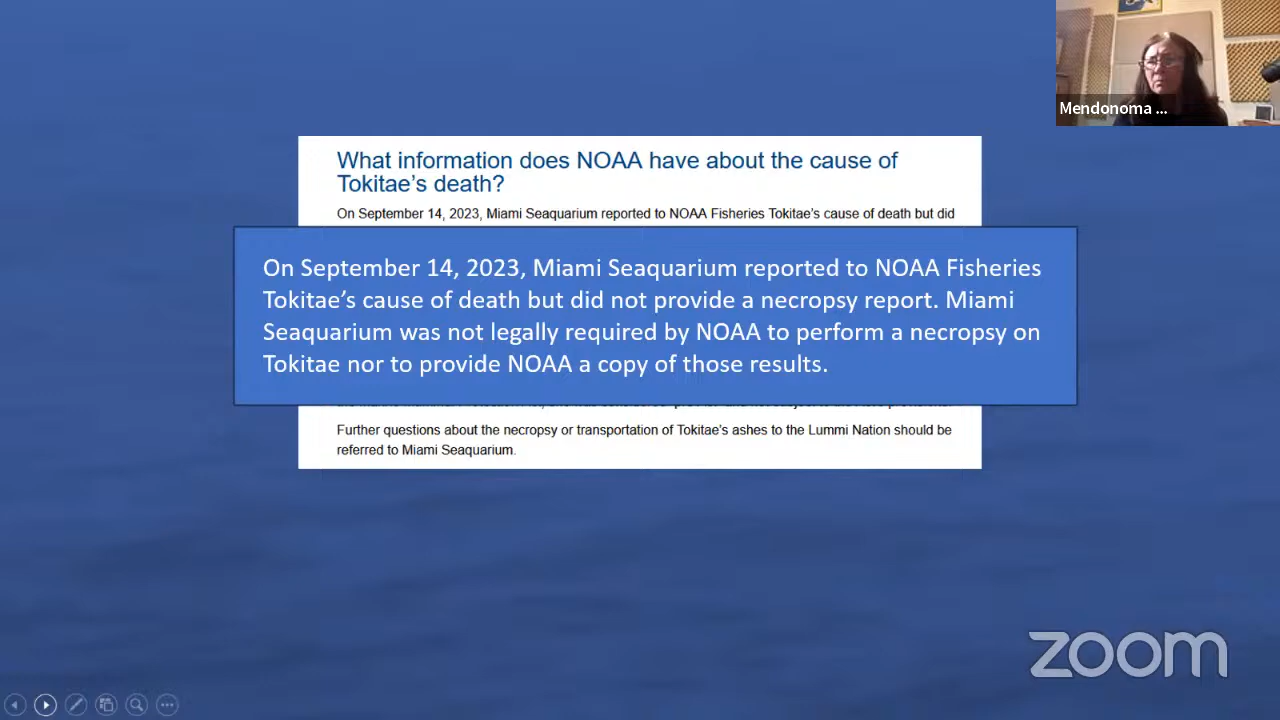 Mendonoma ...
What information does NOAA have about the cause of
Tokitae’s death?
On September 14, 2023, Miami Seaquarium reported to NOAA Fisheries Tokitae’s cause of death but did
On September 14, 2023, Miami Seaquarium reported to NOAA Fisheries
Tokitae’s cause of death but did not provide a necropsy report. Miami
Seaquarium was not legally required by NOAA to perform a necropsy on
Tokitae nor to provide NOAA a copy of those results.
Further questions about the necropsy or transportation of Tokitae’s ashes to the Lummi Nation should be
referred to Miami Seaquarium.
zoom